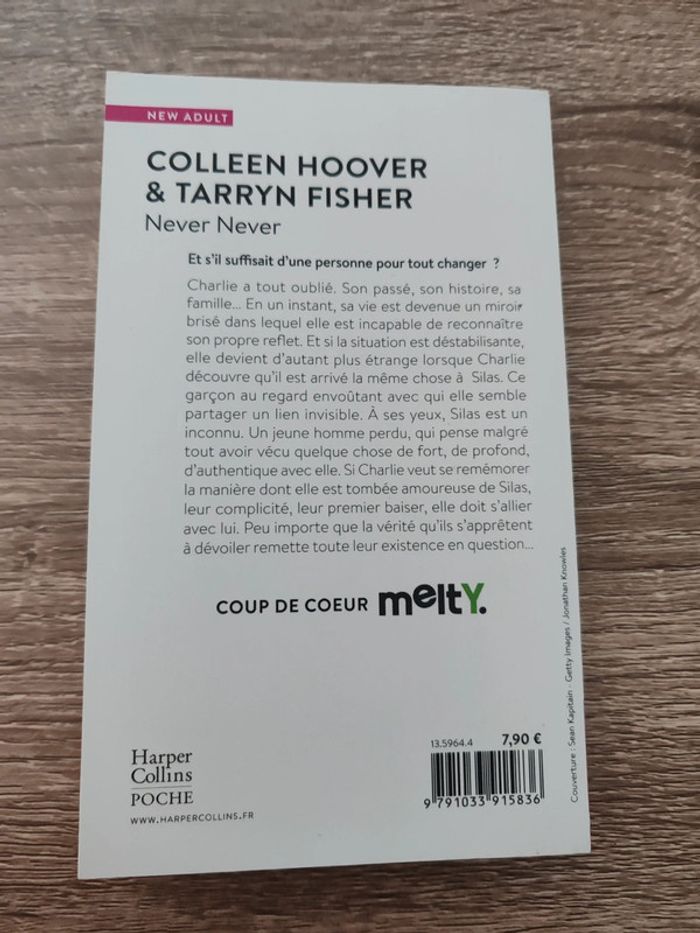 NEW ADULT
COLLEEN HOOVER
& TARRYN FISHER
Never Never
Et s'il suffisait d'une personne pour tout changer ?
Charlie a tout oublié. Son passé, son histoire, sa
famille... En un instant, sa vie est devenue un miroir
brisé dans lequel elle est incapable de reconnaître
son propre reflet. Et si la situation est déstabilisante,
elle devient d'autant plus étrange lorsque Charlie
découvre qu'il est arrivé la même chose à Silas. Ce
garçon au regard envoûtant avec qui elle semble
partager un lien invisible. À ses yeux, Silas est un
inconnu. Un jeune homme perdu, qui pense malgré
tout avoir vécu quelque chose de fort, de profond,
d'authentique avec elle. Si Charlie veut se remémorer
la manière dont elle est tombée amoureuse de Silas,
leur complicité, leur premier baiser, elle doit s'allier
avec lui. Peu importe que la vérité qu'ils s'apprêtent
à dévoiler remette toute leur existence en question...
COUP DE COEUR meltY.
Harper
Collins
POCHE
WWW.HARPERCOLLINS.FR
13.5964.4 7,90 €
9 791033 915836
Couverture : Sean Kapitain - Getty Images / Jonathan Knowles